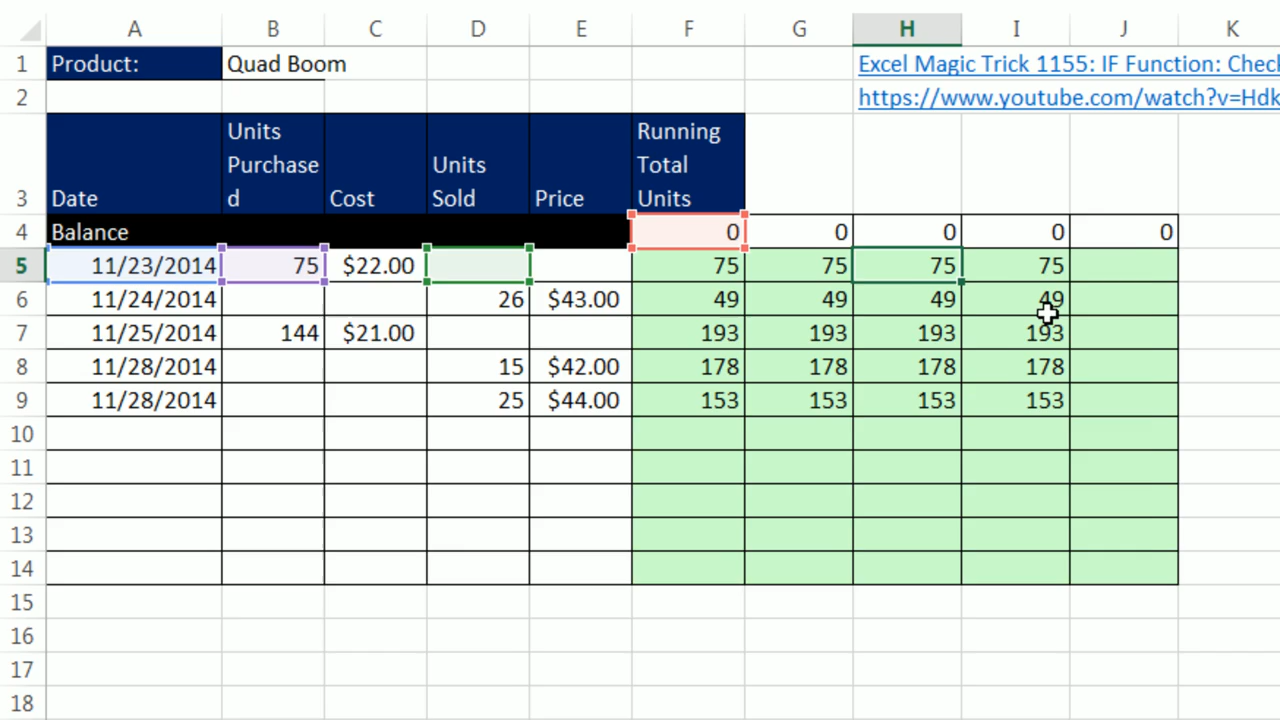 A B C D E F G H I J K
1 Product: Quad Boom Excel Magic Trick 1155: IF Function: Check
2 https://www.youtube.com/watch?v=Hdk
Units Running
Purchase Units Total
3 Date d Cost Sold Price Units
4 Balance 0 0 0 0 0
5 11/23/2014 75 $22.00 75 75 75 75
6 11/24/2014 26 $43.00 49 49 49 49
7 11/25/2014 144 $21.00 193 193 193 193
8 11/28/2014 15 $42.00 178 178 178 178
9 11/28/2014 25 $44.00 153 153 153 153
10
11
12
13
14
15
16
17
18